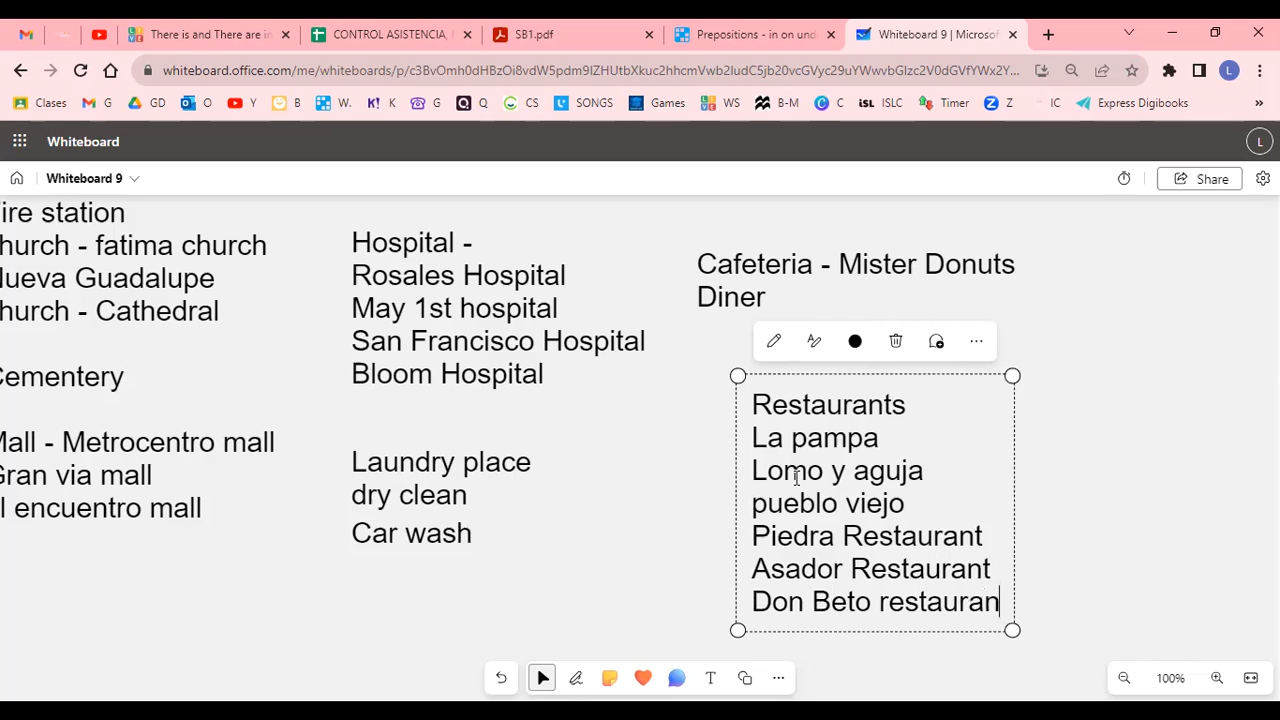 There is and There are in
CONTROL ASISTENCIA,
SB1.pdf
Prepositions - in on und
Whiteboard 9 | Microsof
Clases
G
GD
O
Y
B
W.
K
G
Q
CS
SONGS
Games
WS
B-M
C
ISLC
Timer
Z
IC
Express Digibooks
»
Whiteboard
L
Whiteboard 9
Share
ire station
hurch - fatima church
Nueva Guadalupe
hurch - Cathedral
Cementery
Mall - Metrocentro mall
Gran via mall
l encuentro mall
Hospital -
Rosales Hospital
May 1st hospital
San Francisco Hospital
Bloom Hospital
Laundry place
dry clean
Car wash
Cafeteria - Mister Donuts
Diner
Restaurants
La pampa
Lomo y aguja
pueblo viejo
Piedra Restaurant
Asador Restaurant
Don Beto restauran
100%